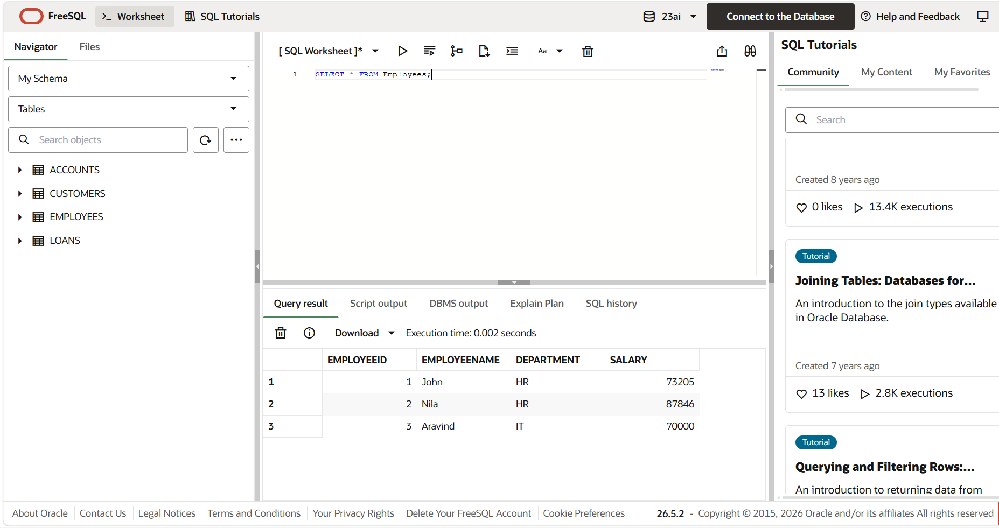 FreeSQL
Worksheet
SQL Tutorials
23ai
Connect to the Database
Help and Feedback
Navigator
Files
My Schema
Tables
Search objects
ACCOUNTS
CUSTOMERS
EMPLOYEES
LOANS
[ SQL Worksheet ]*
Aa
1 SELECT * FROM Employees;
Query result
Script output
DBMS output
Explain Plan
SQL history
Download
Execution time: 0.002 seconds
EMPLOYEEID EMPLOYEENAME DEPARTMENT SALARY
1 1 John HR 73205
2 2 Nila HR 87846
3 3 Aravind IT 70000
SQL Tutorials
Community
My Content
My Favorites
Search
Created 8 years ago
0 likes
13.4K executions
Tutorial
Joining Tables: Databases for...
An introduction to the join types available
in Oracle Database.
Created 7 years ago
13 likes
2.8K executions
Tutorial
Querying and Filtering Rows:...
An introduction to returning data from
About Oracle
Contact Us
Legal Notices
Terms and Conditions
Your Privacy Rights
Delete Your FreeSQL Account
Cookie Preferences
26.5.2 - Copyright © 2015, 2026 Oracle and/or its affiliates All rights reserved